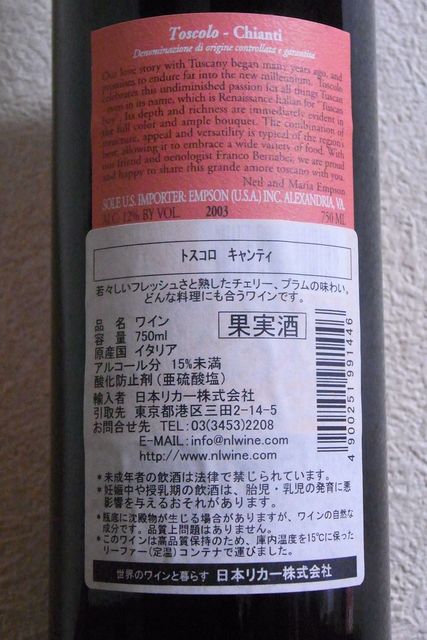 Toscolo - Chianti
Denominazione di origine controllata e garantita
Our love story with Tuscany began many years ago, and
promises to endure far into the new millennium. Toscolo
celebrates this undiminished passion for all things Tuscan
- even in its name, which is Renaissance Italian for "Tuscan
boy". Its depth and richness are immediately evident in
the full color and ample bouquet. The combination of
structure, appeal and versatility is typical of the region's
best, allowing it to embrace a wide variety of food. With
our friend and oenologist Franco Bernabei, we are proud
and happy to share this grande amore toscano with you.
Neil and Maria Empson
SOLE U.S. IMPORTER: EMPSON (U.S.A.) INC. ALEXANDRIA, VA.
ALC. 12% BY VOL. 2003 750 ML
トスコロ キャンティ
若々しいフレッシュさと熟したチェリー、プラムの味わい。
どんな料理にも合うワインです。
品 名 ワイン
容 量 750ml
果実酒
原産国 イタリア
アルコール分 15%未満
酸化防止剤(亜硫酸塩)
輸入者 日本リカー株式会社
引取先 東京都港区三田2-14-5
お問合せ先 TEL:03(3453)2208
E-MAIL:info@nlwine.com
http://www.nlwine.com
4900251991446
*未成年者の飲酒は法律で禁じられています。
*妊娠中や授乳期の飲酒は、胎児・乳児の発育に悪
影響を与えるおそれがあります。
*瓶底に沈殿物が生じる場合がありますが、ワインの自然な
成分です。品質上問題はありません。
*このワインは高品質保持のため、庫内温度を15℃に保った
リーファー(定温)コンテナで運びました。
世界のワインと暮らす 日本リカー株式会社